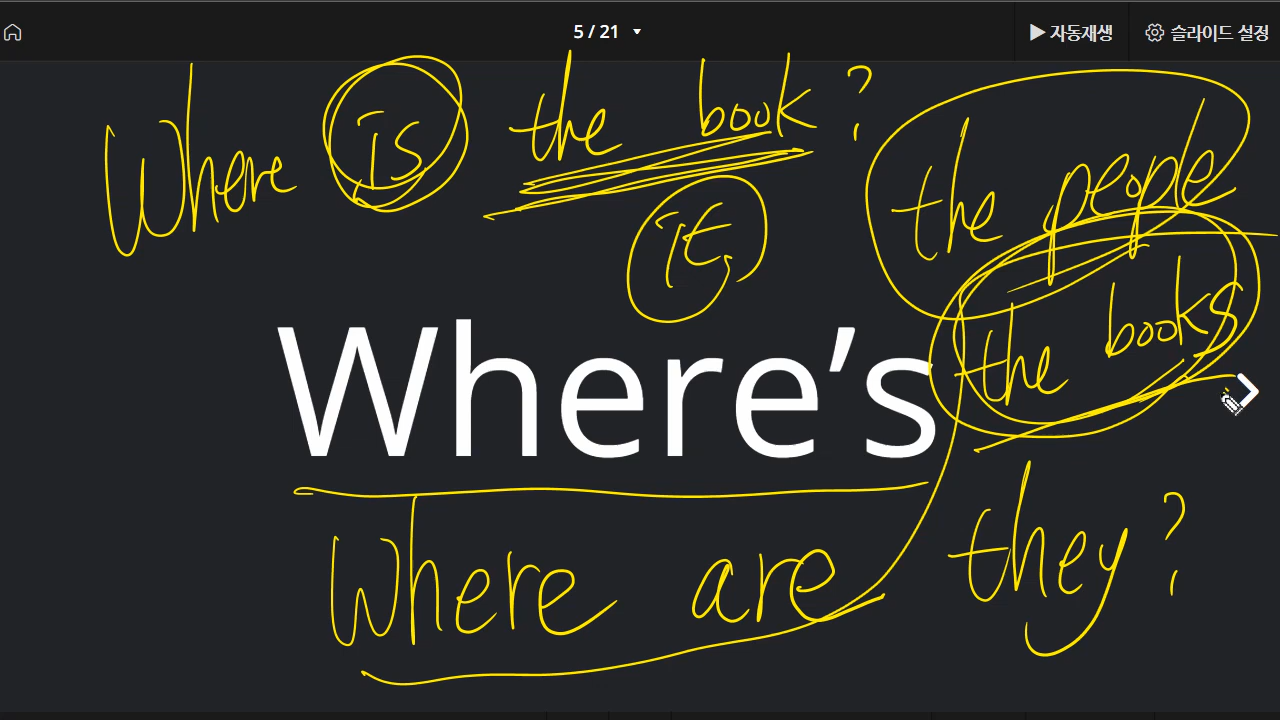 5 / 21
자동재생
슬라이드 설정
Where is the book ?
it
the people
the books
Where's
Where are they?